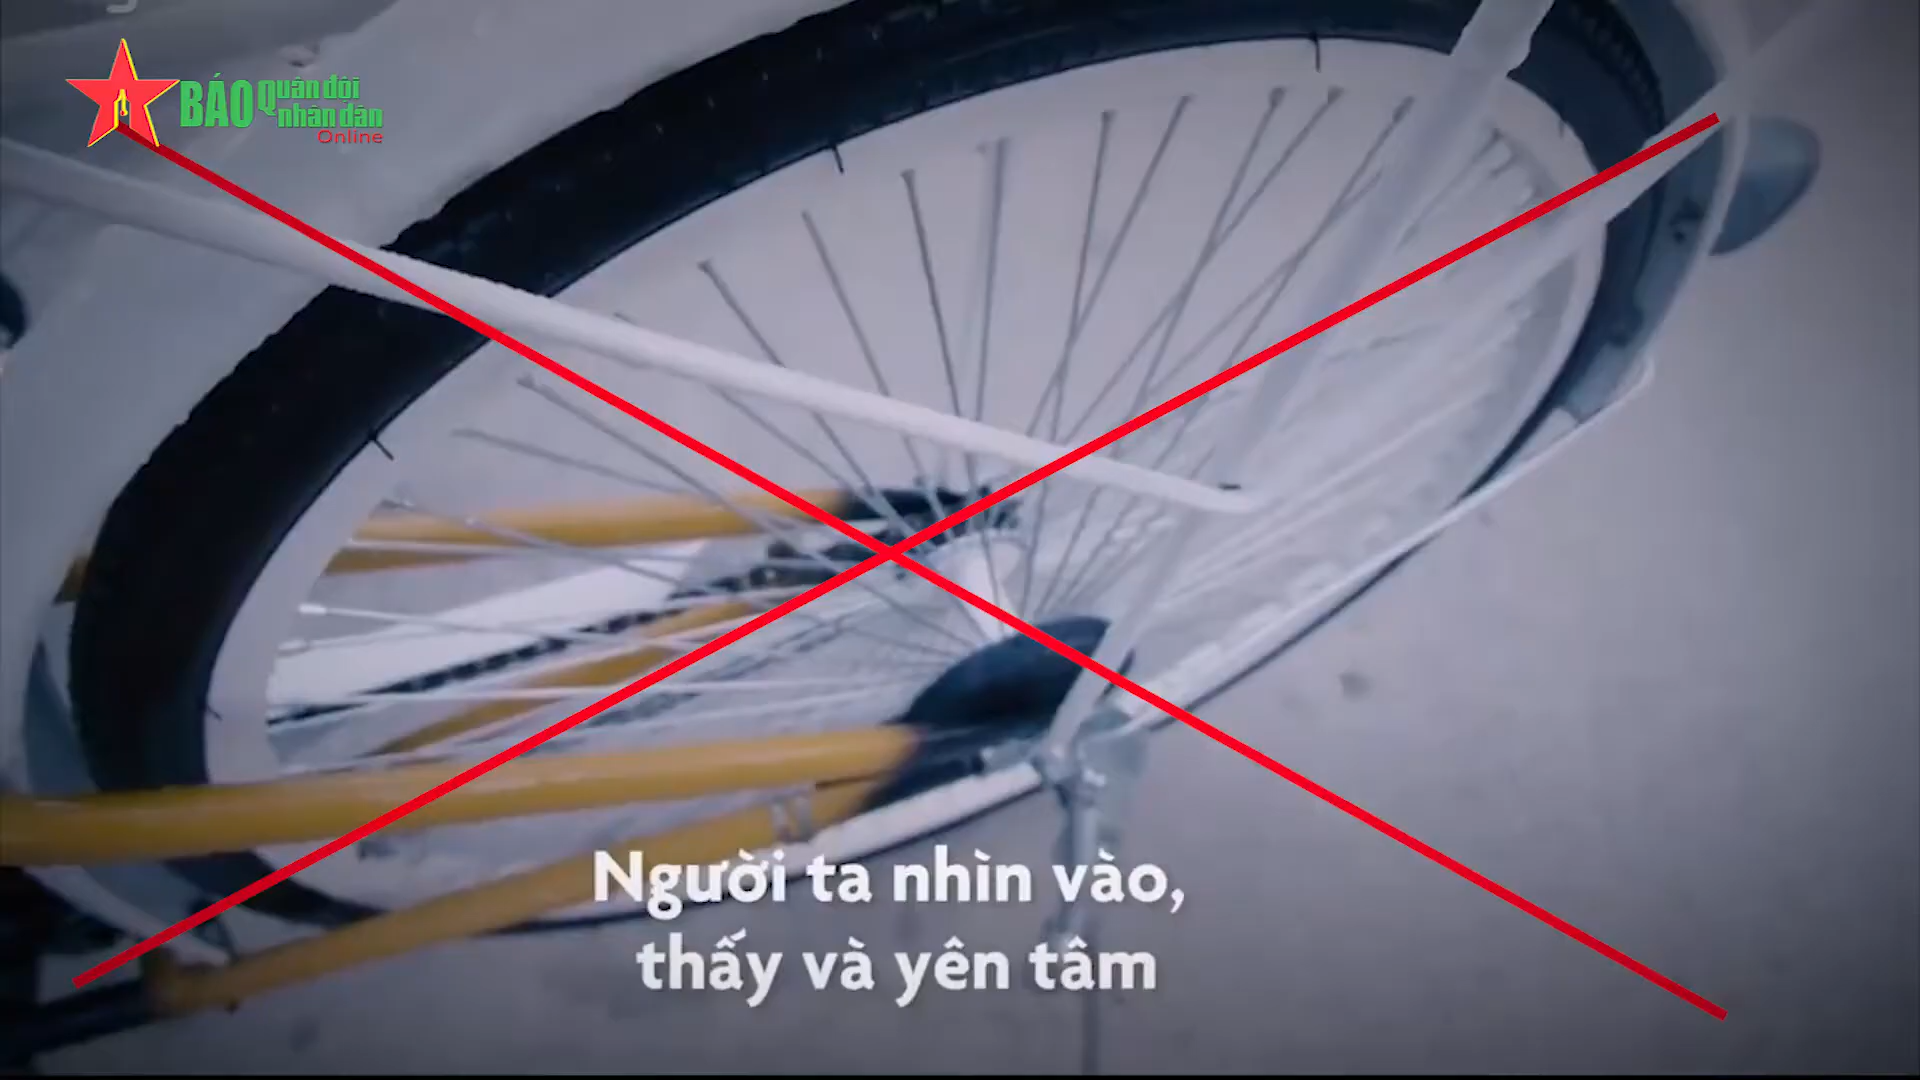 BÁO Quân đội
nhân dân
Online
Người ta nhìn vào,
thấy và yên tâm